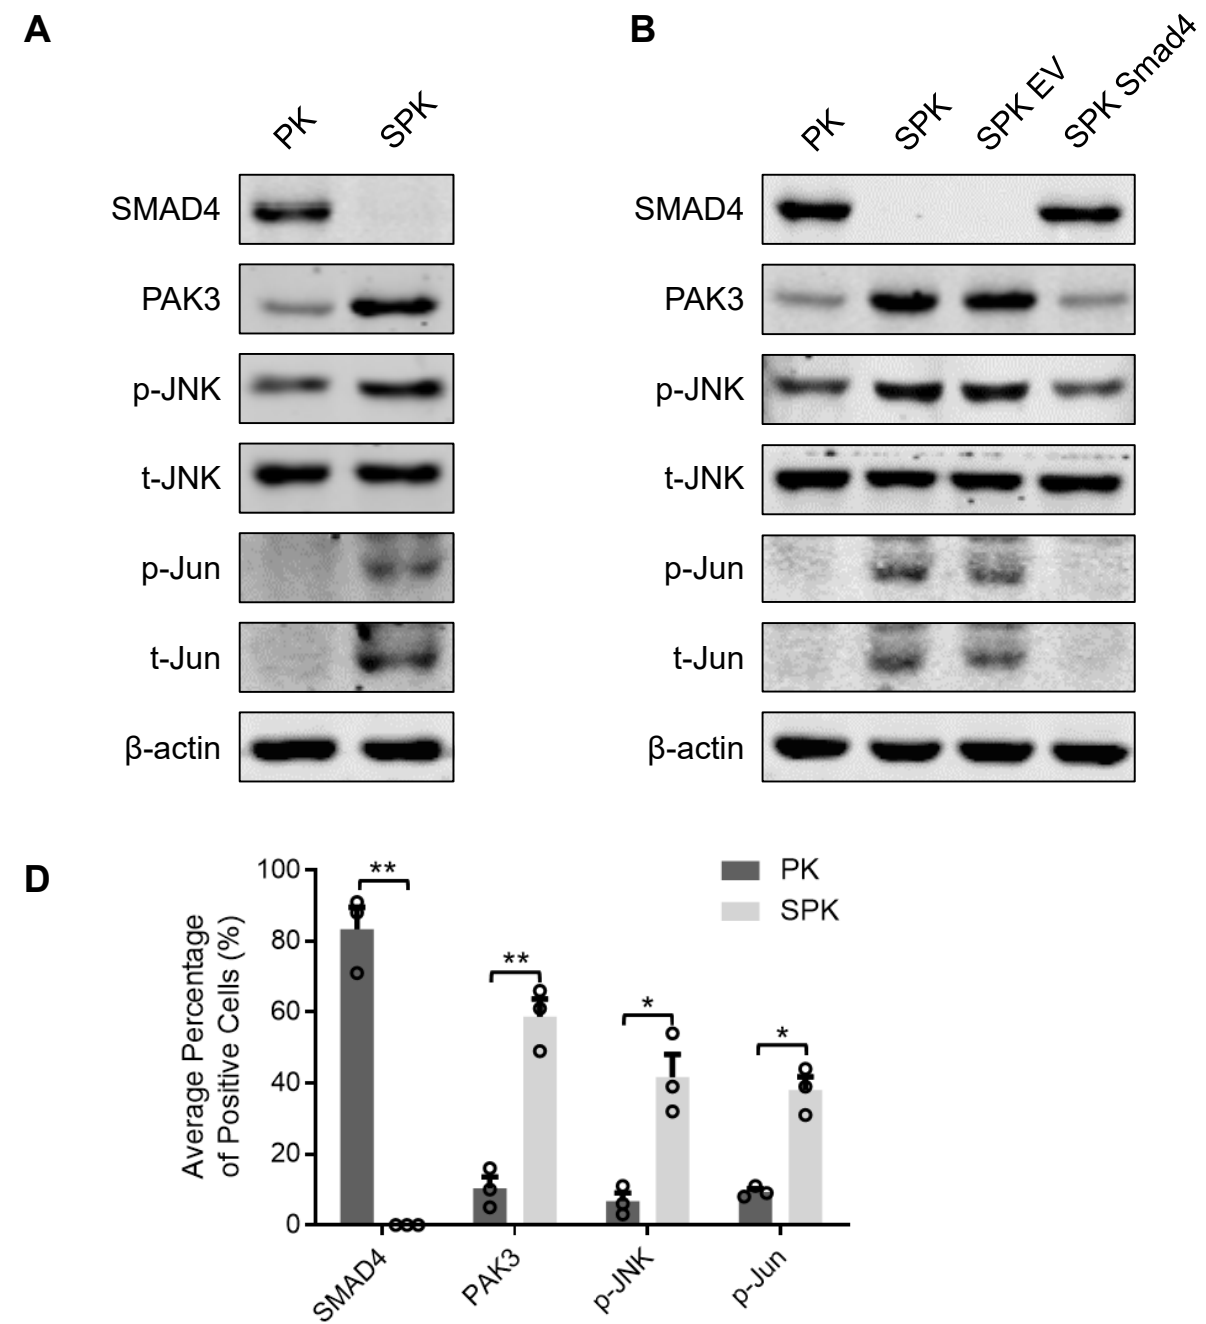 A
PK
SPK
SMAD4
PAK3
p-JNK
t-JNK
p-Jun
t-Jun
β-actin
B
PK
SPK
SPK EV
SPK Smad4
SMAD4
PAK3
p-JNK
t-JNK
p-Jun
t-Jun
β-actin
D
Average Percentage
of Positive Cells (%)
100
80
60
40
20
0
**
**
*
*
PK
SPK
SMAD4
PAK3
p-JNK
p-Jun